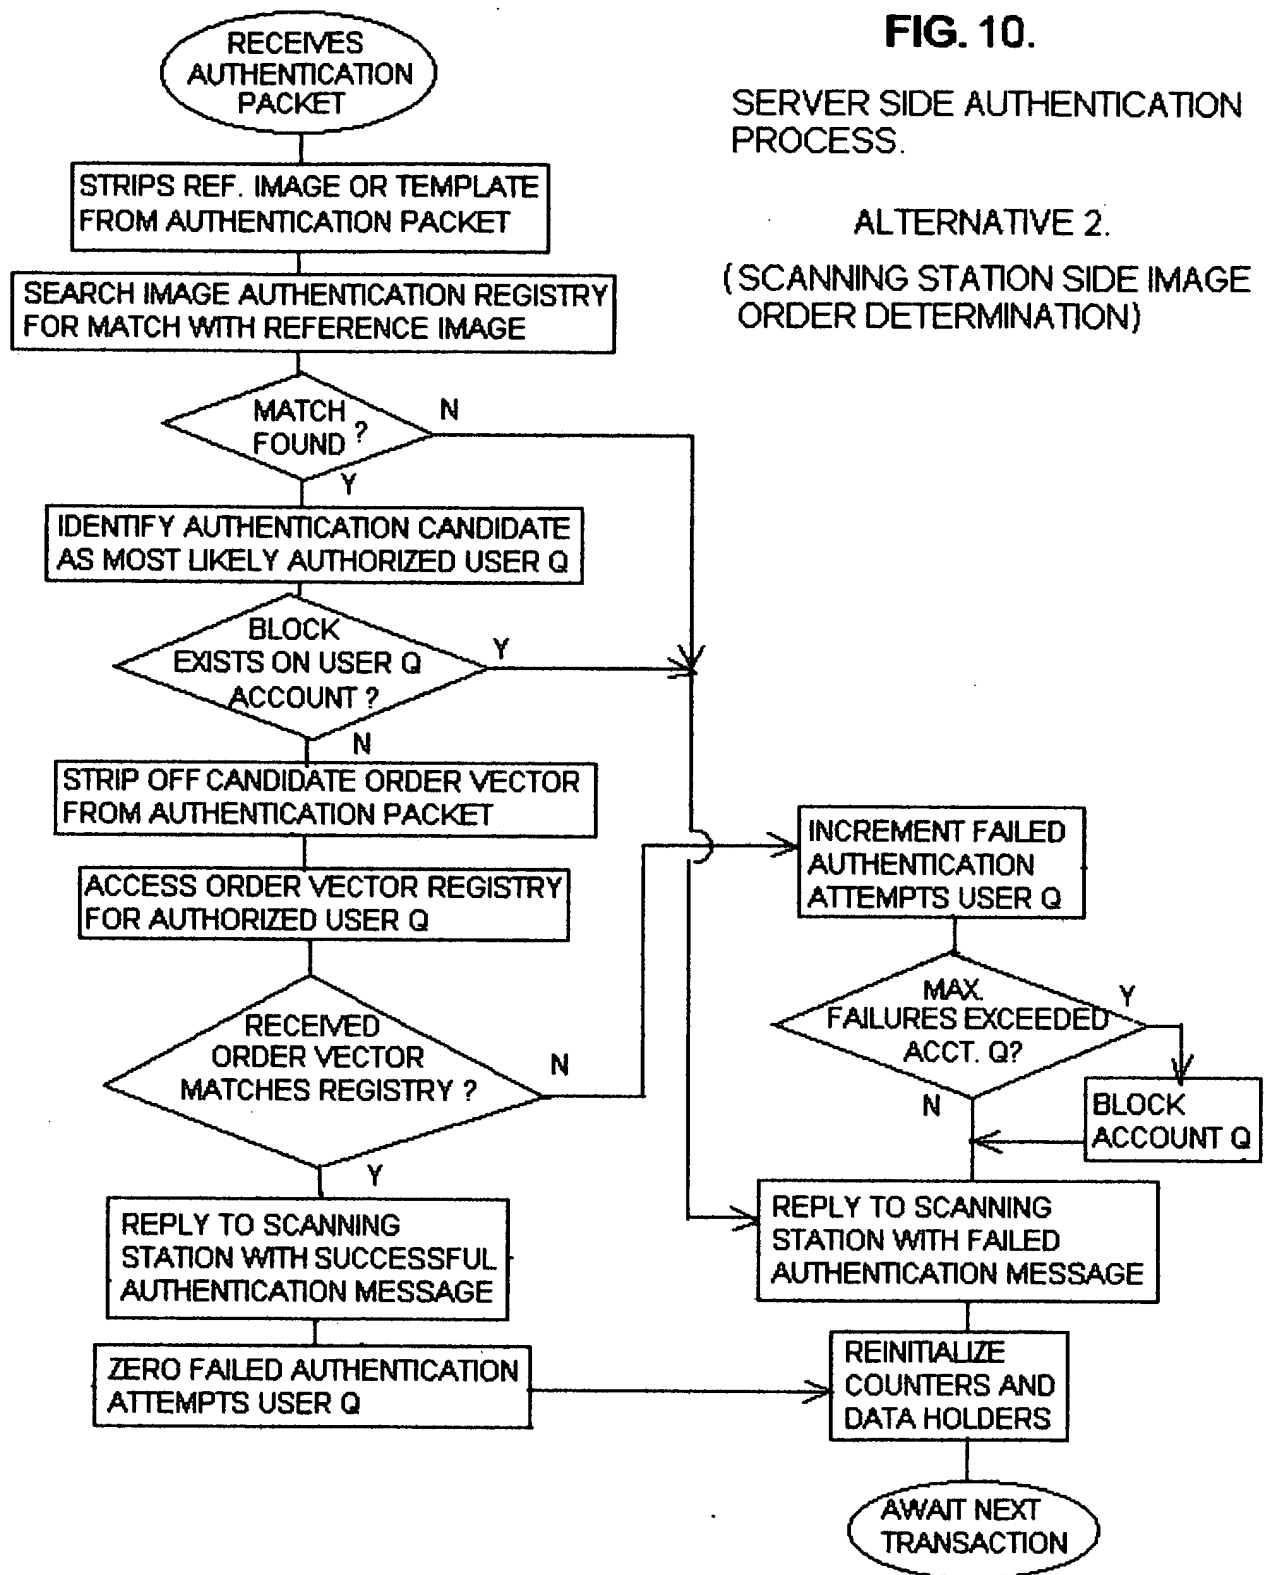 FIG. 10.
SERVER SIDE AUTHENTICATION
PROCESS.
ALTERNATIVE 2.
(SCANNING STATION SIDE IMAGE
ORDER DETERMINATION)
RECEIVES
AUTHENTICATION
PACKET
STRIPS REF. IMAGE OR TEMPLATE
FROM AUTHENTICATION PACKET
SEARCH IMAGE AUTHENTICATION REGISTRY
FOR MATCH WITH REFERENCE IMAGE
MATCH
FOUND ?
N
Y
IDENTIFY AUTHENTICATION CANDIDATE
AS MOST LIKELY AUTHORIZED USER Q
BLOCK
EXISTS ON USER Q
ACCOUNT ?
Y
N
STRIP OFF CANDIDATE ORDER VECTOR
FROM AUTHENTICATION PACKET
ACCESS ORDER VECTOR REGISTRY
FOR AUTHORIZED USER Q
RECEIVED
ORDER VECTOR
MATCHES REGISTRY ?
N
Y
REPLY TO SCANNING
STATION WITH SUCCESSFUL
AUTHENTICATION MESSAGE
ZERO FAILED AUTHENTICATION
ATTEMPTS USER Q
INCREMENT FAILED
AUTHENTICATION
ATTEMPTS USER Q
MAX.
FAILURES EXCEEDED
ACCT. Q?
Y
N
BLOCK
ACCOUNT Q
REPLY TO SCANNING
STATION WITH FAILED
AUTHENTICATION MESSAGE
REINITIALIZE
COUNTERS AND
DATA HOLDERS
AWAIT NEXT
TRANSACTION